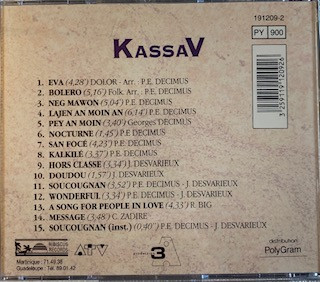 191209-2
PY 900
KASSAV
3259119120926
1. EVA (4,28") DOLOR - Arr. : P.E. DECIMUS
2. BOLERO (5,16") Folk. Arr. : P.E. DECIMUS
3. NEG MAWON (5,04") P.E. DECIMUS
4. LAJEN AN MOIN AN (6,14") P.E. DECIMUS
5. PEY AN MOIN (3,40") Georges DECIMUS
6. NOCTURNE (1,45") P.E. DECIMUS
7. SAN FOCÉ (4,23") P.E. DECIMUS
8. KALKILÉ (3,37") P.E. DECIMUS
9. HORS CLASSE (3,34") J. DESVARIEUX
10. DOUDOU (1,57") J. DESVARIEUX
11. SOUCOUGNAN (3,52") P.E. DECIMUS - J. DESVARIEUX
12. WONDERFUL (3,34") P.E. DECIMUS - J. DESVARIEUX
13. A SONG FOR PEOPLE IN LOVE (4,33") R. BIG
14. MESSAGE (3,48") C. ZADIRE
15. SOUCOUGNAN (inst.) (0,40") P.E. DECIMUS - J. DESVARIEUX
3
distribution
PolyGram
Martinique : 71.48.38
Guadeloupe : Tél. 89.01.43